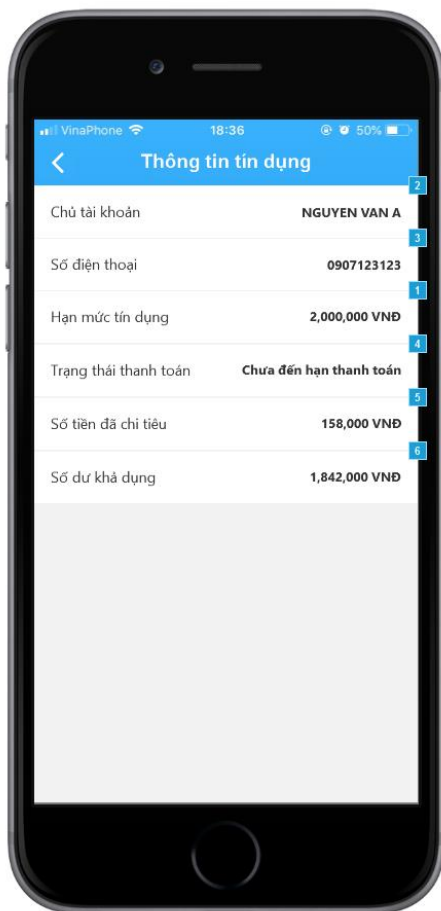 VinaPhone 18:36 50%
Thông tin tín dụng
2
Chủ tài khoản NGUYEN VAN A
3
Số điện thoại 0907123123
1
Hạn mức tín dụng 2,000,000 VNĐ
4
Trạng thái thanh toán Chưa đến hạn thanh toán
5
Số tiền đã chi tiêu 158,000 VNĐ
6
Số dư khả dụng 1,842,000 VNĐ